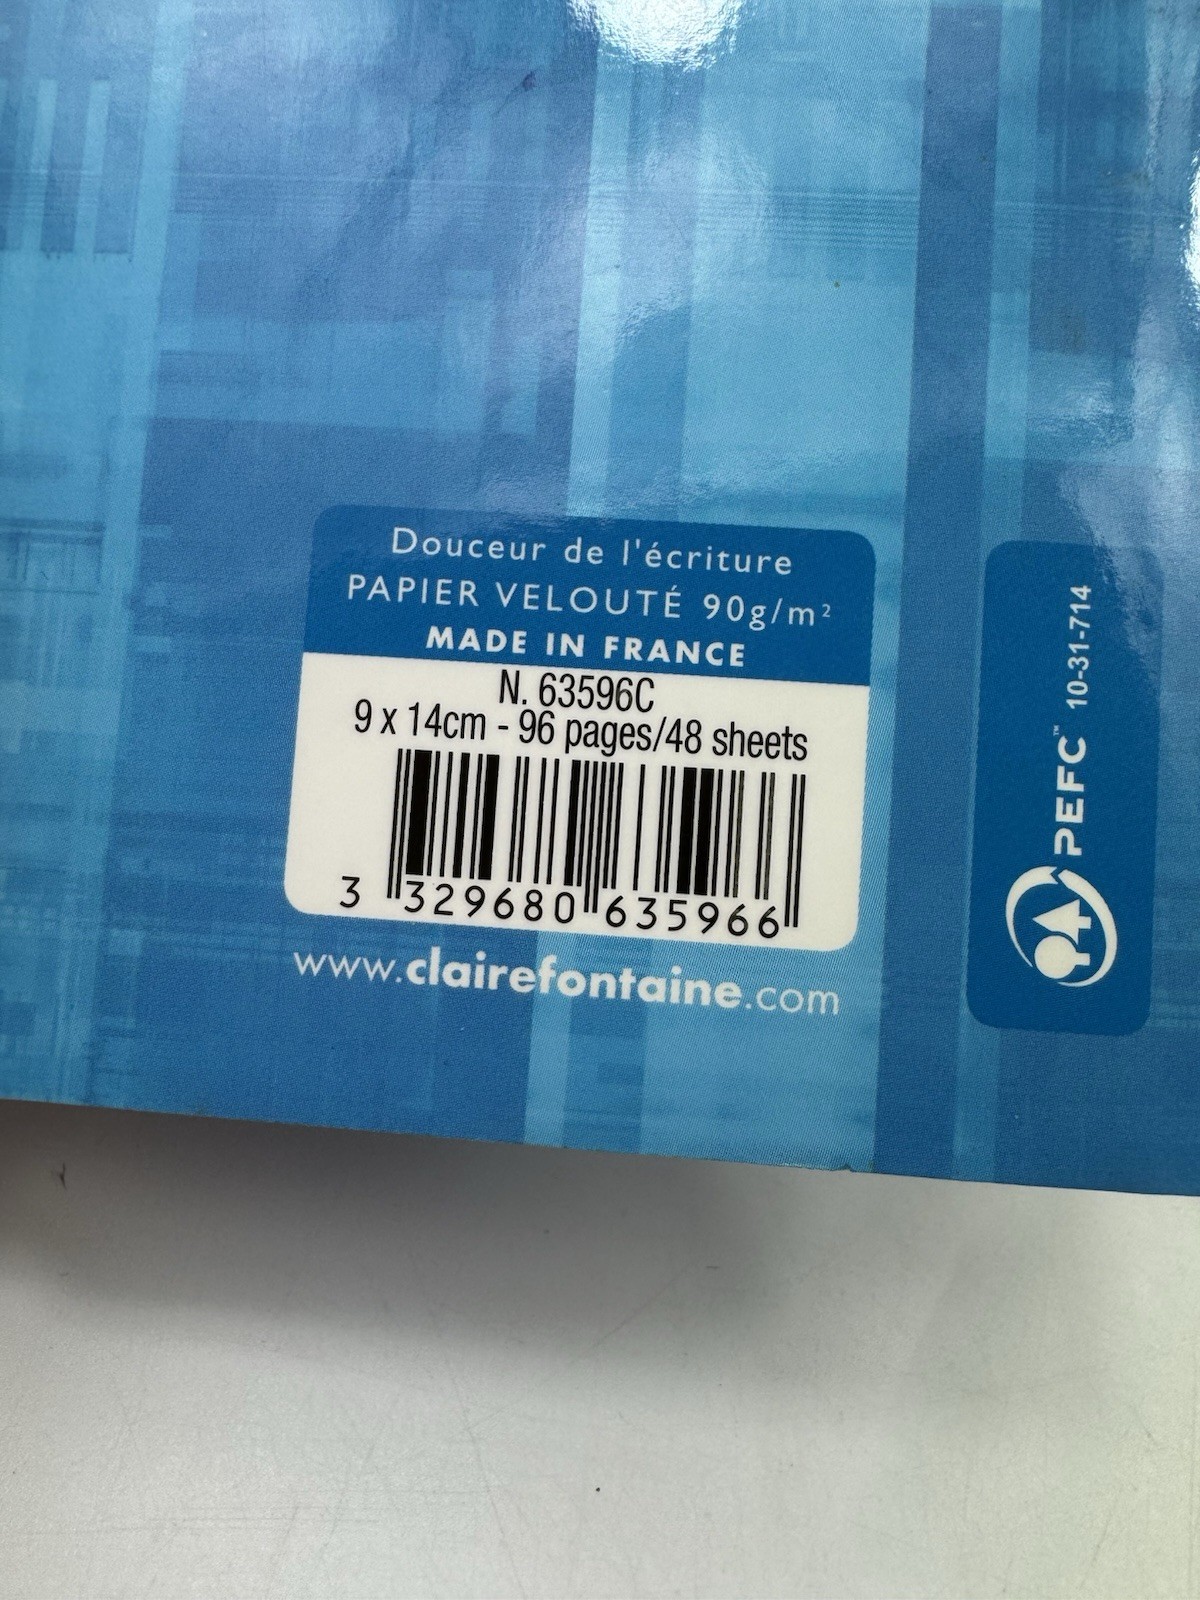 Douceur de l'écriture
PAPIER VELOUTÉ 90g/m²
MADE IN FRANCE
N. 63596C
9 x 14cm - 96 pages/48 sheets
3 329680 635966
www.clairefontaine.com
PEFC™ 10-31-714